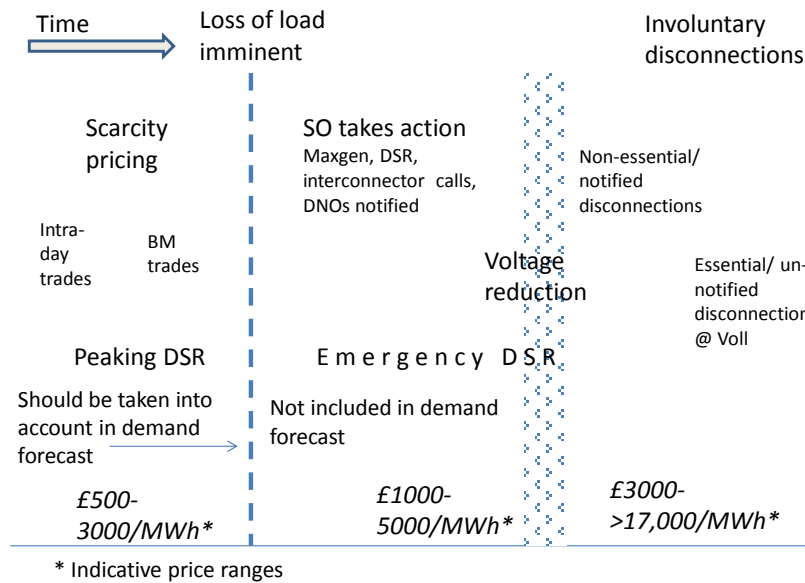 Time
Loss of load
imminent
Involuntary
disconnections
Scarcity
pricing
SO takes action
Maxgen, DSR,
interconnector calls,
DNOs notified
Non-essential/
notified
disconnections
Intra-
day
trades
BM
trades
Voltage
reduction
Essential/ un-
notified
disconnection
@ Voll
Peaking DSR
Emergency DSR
Should be taken into
account in demand
forecast
Not included in demand
forecast
£500-
3000/MWh*
£1000-
5000/MWh*
£3000-
>17,000/MWh*
* Indicative price ranges